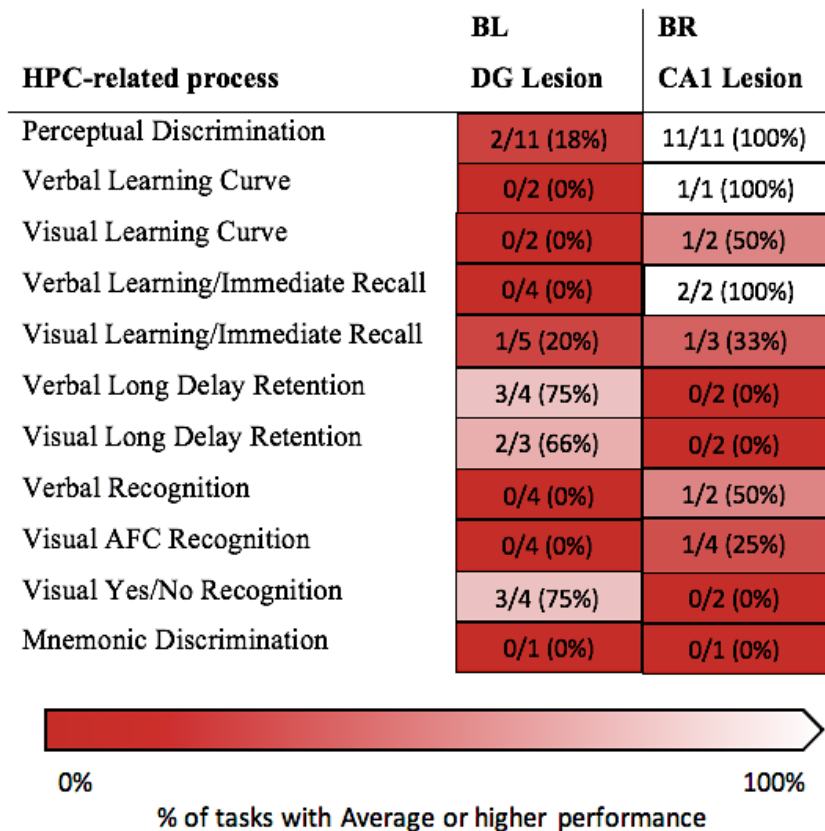 BL BR
HPC-related process DG Lesion CA1 Lesion
Perceptual Discrimination 2/11 (18%) 11/11 (100%)
Verbal Learning Curve 0/2 (0%) 1/1 (100%)
Visual Learning Curve 0/2 (0%) 1/2 (50%)
Verbal Learning/Immediate Recall 0/4 (0%) 2/2 (100%)
Visual Learning/Immediate Recall 1/5 (20%) 1/3 (33%)
Verbal Long Delay Retention 3/4 (75%) 0/2 (0%)
Visual Long Delay Retention 2/3 (66%) 0/2 (0%)
Verbal Recognition 0/4 (0%) 1/2 (50%)
Visual AFC Recognition 0/4 (0%) 1/4 (25%)
Visual Yes/No Recognition 3/4 (75%) 0/2 (0%)
Mnemonic Discrimination 0/1 (0%) 0/1 (0%)
0% 100%
% of tasks with Average or higher performance